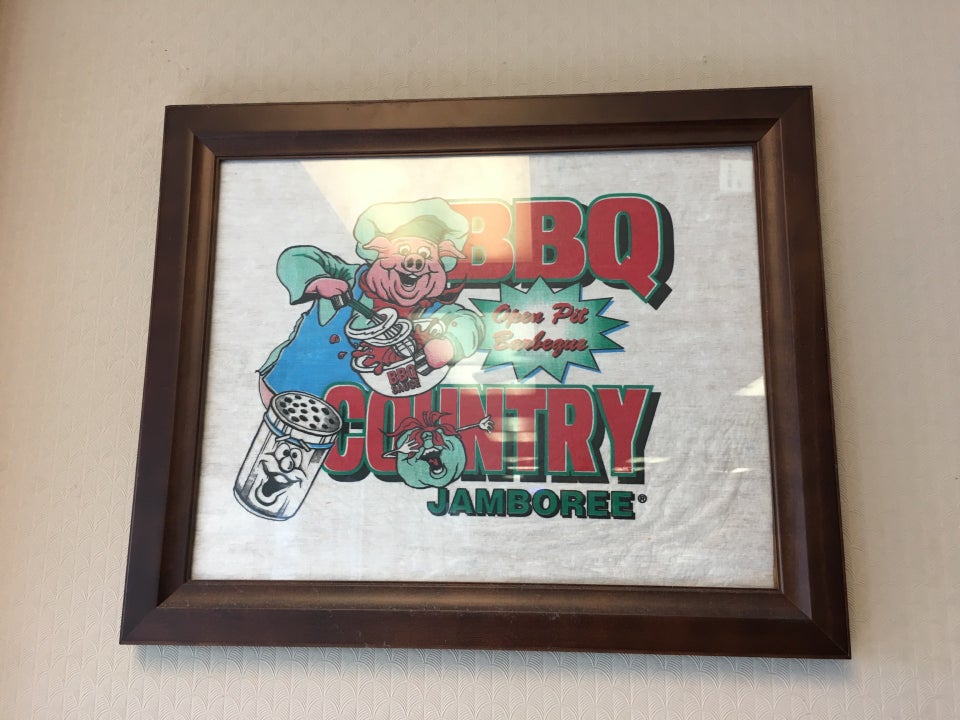 BBQ
Open Pit
Barbeque
BBQ
SAUCE
COUNTRY
JAMBOREE®